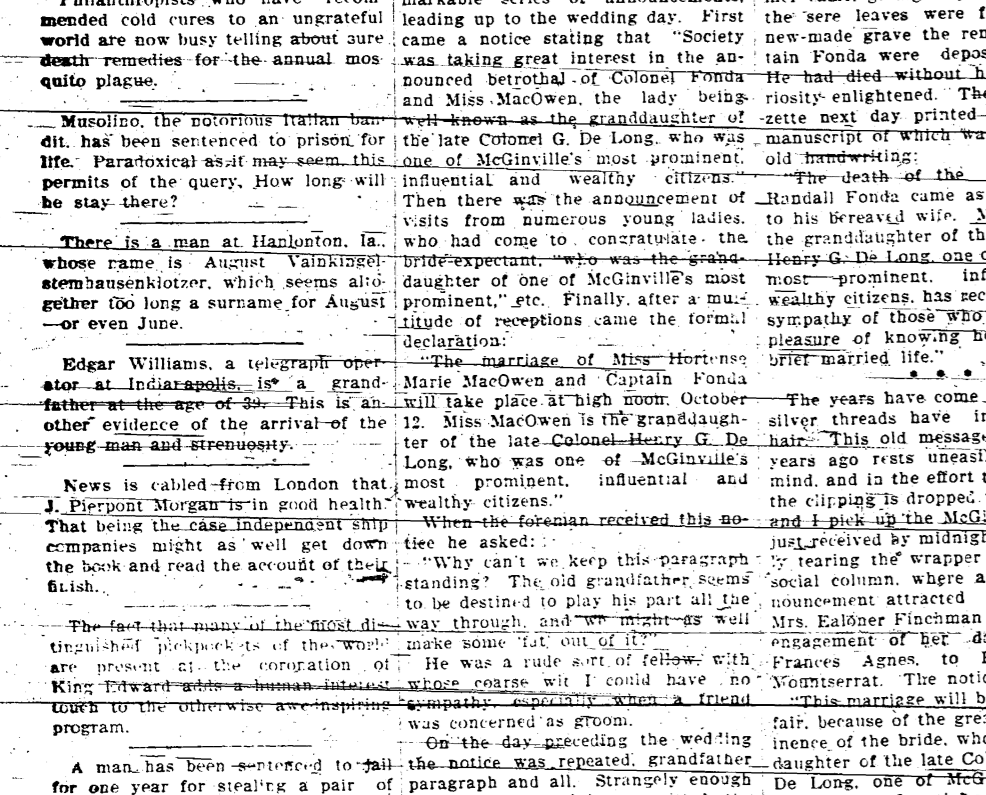 Philanthropists who have recom-
mended cold cures to an ungrateful
world are now busy telling about sure
death remedies for the annual mos
quito plague.
Musolino, the notorious Italian ban-
dit, has been sentenced to prison for
life. Paradoxical as it may seem, this
permits of the query, How long will
he stay there?
There is a man at Hanlonton, Ia.,
whose name is August Vainkingel-
stemhausenklotzer, which seems alto-
gether too long a surname for August
—or even June.
Edgar Williams, a telegraph oper-
ator at Indianapolis, is a grand-
father at the age of 39. This is an-
other evidence of the arrival of the
young man and strenuosity.
News is cabled from London that
J. Pierpont Morgan is in good health.
That being the case independent ship
companies might as well get down
the book and read the account of their
finish.
The fact that many of the most dis-
tinguished pickpockets of the world
are present at the coronation of
King Edward adds a human interest
touch to the otherwise awe-inspiring
program.
A man has been sentenced to jail
for one year for stealing a pair of
markable series of announcements,
leading up to the wedding day. First
came a notice stating that "Society
was taking great interest in the an-
nounced betrothal of Colonel Fonda
and Miss MacOwen, the lady being
well known as the granddaughter of
the late Colonel G. De Long, who was
one of McGinville's most prominent,
influential and wealthy citizens."
Then there was the announcement of
visits from numerous young ladies,
who had come to congratulate the
bride-expectant, "who was the grand-
daughter of one of McGinville's most
prominent," etc. Finally, after a mul-
titude of receptions came the formal
declaration:
"The marriage of Miss Hortense
Marie MacOwen and Captain Fonda
will take place at high noon, October
12. Miss MacOwen is the granddaugh-
ter of the late Colonel Henry G. De
Long, who was one of McGinville's
most prominent, influential and
wealthy citizens."
When the foreman received this no-
tice he asked:
"Why can't we keep this paragraph
standing? The old grandfather seems
to be destined to play his part all the
way through, and we might as well
make some 'fat' out of it?"
He was a rude sort of fellow, with
whose coarse wit I could have no
sympathy, especially when a friend
was concerned as groom.
On the day preceding the wedding
the notice was repeated, grandfather
paragraph and all. Strangely enough
the sere leaves were f
new-made grave the rem
tain Fonda were depos
He had died without h
riosity enlightened. The
zette next day printed
manuscript of which wa
old handwriting:
"The death of the
Randall Fonda came as
to his bereaved wife. M
the granddaughter of th
Henry G. De Long, one o
most prominent, inf
wealthy citizens, has rec
sympathy of those who
pleasure of knowing h
brief married life."
• • •
The years have come
silver threads have in
hair. This old message
years ago rests uneasi
mind, and in the effort t
the clipping is dropped.
and I pick up the McGi
just received by midnigh
ly tearing the wrapper
social column, where a
nouncement attracted
Mrs. Ealoner Finchman
engagement of her da
Frances Agnes, to
Mountserrat. The notic
"This marriage will b
fair, because of the gre
inence of the bride, who
daughter of the late Co
De Long, one of McG